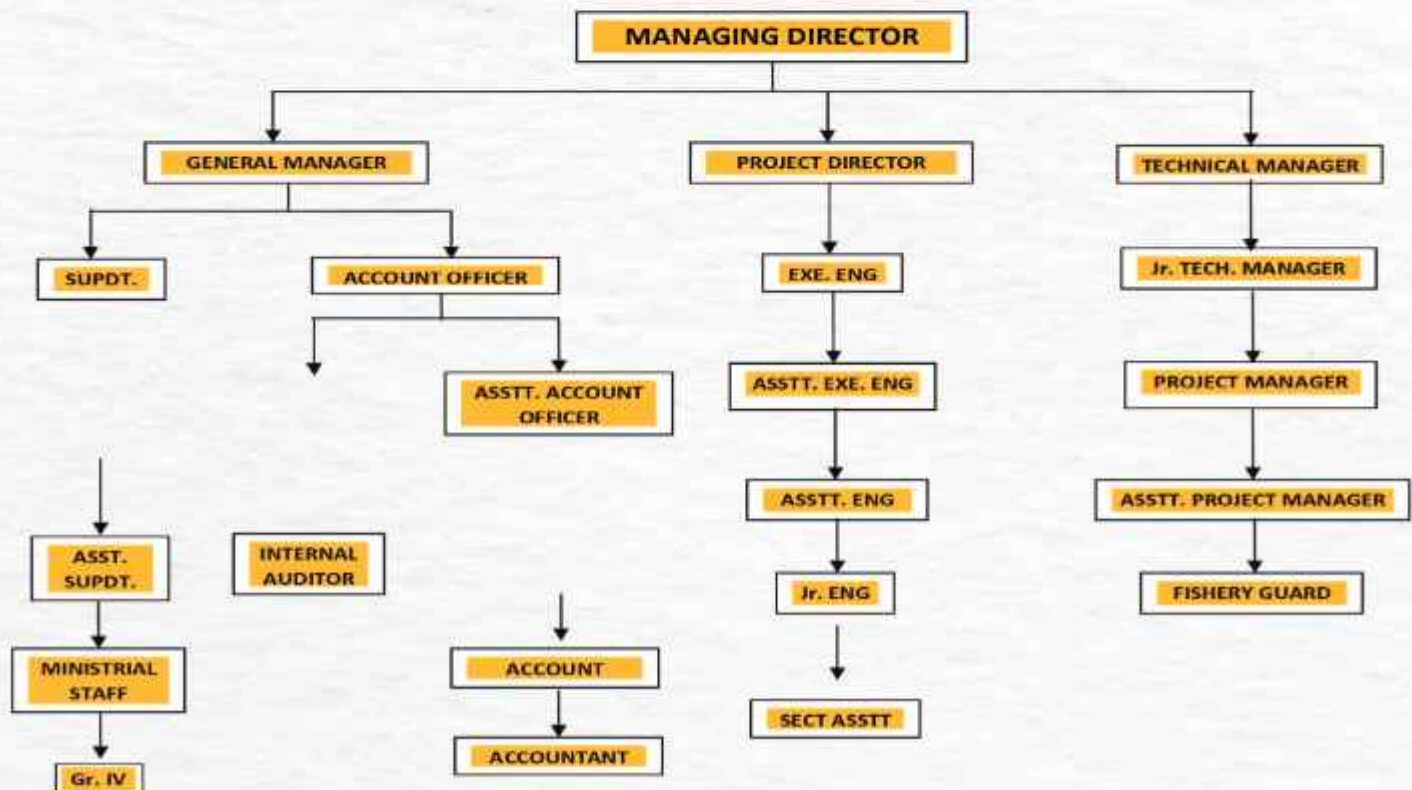 MANAGING DIRECTOR
GENERAL MANAGER
PROJECT DIRECTOR
TECHNICAL MANAGER
SUPDT.
ACCOUNT OFFICER
EXE. ENG
Jr. TECH. MANAGER
ASSTT. ACCOUNT
OFFICER
ASSTT. EXE. ENG
PROJECT MANAGER
ASSTT. ENG
ASSTT. PROJECT MANAGER
ASST.
SUPDT.
INTERNAL
AUDITOR
Jr. ENG
FISHERY GUARD
MINISTRIAL
STAFF
ACCOUNT
SECT ASSTT
ACCOUNTANT
Gr. IV